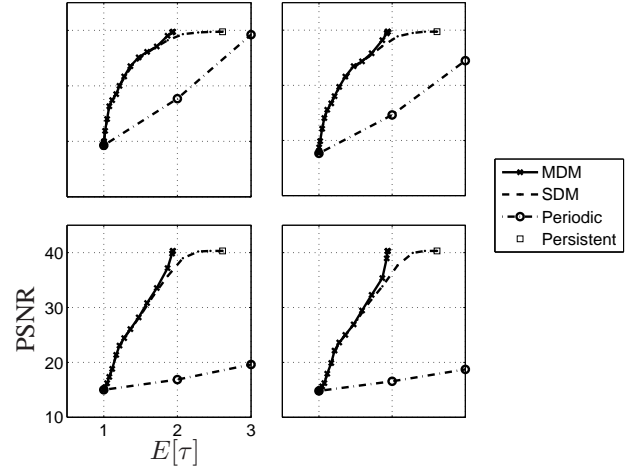 MDM
SDM
Periodic
Persistent
40
30
20
10
PSNR
1 2 3
E[τ]